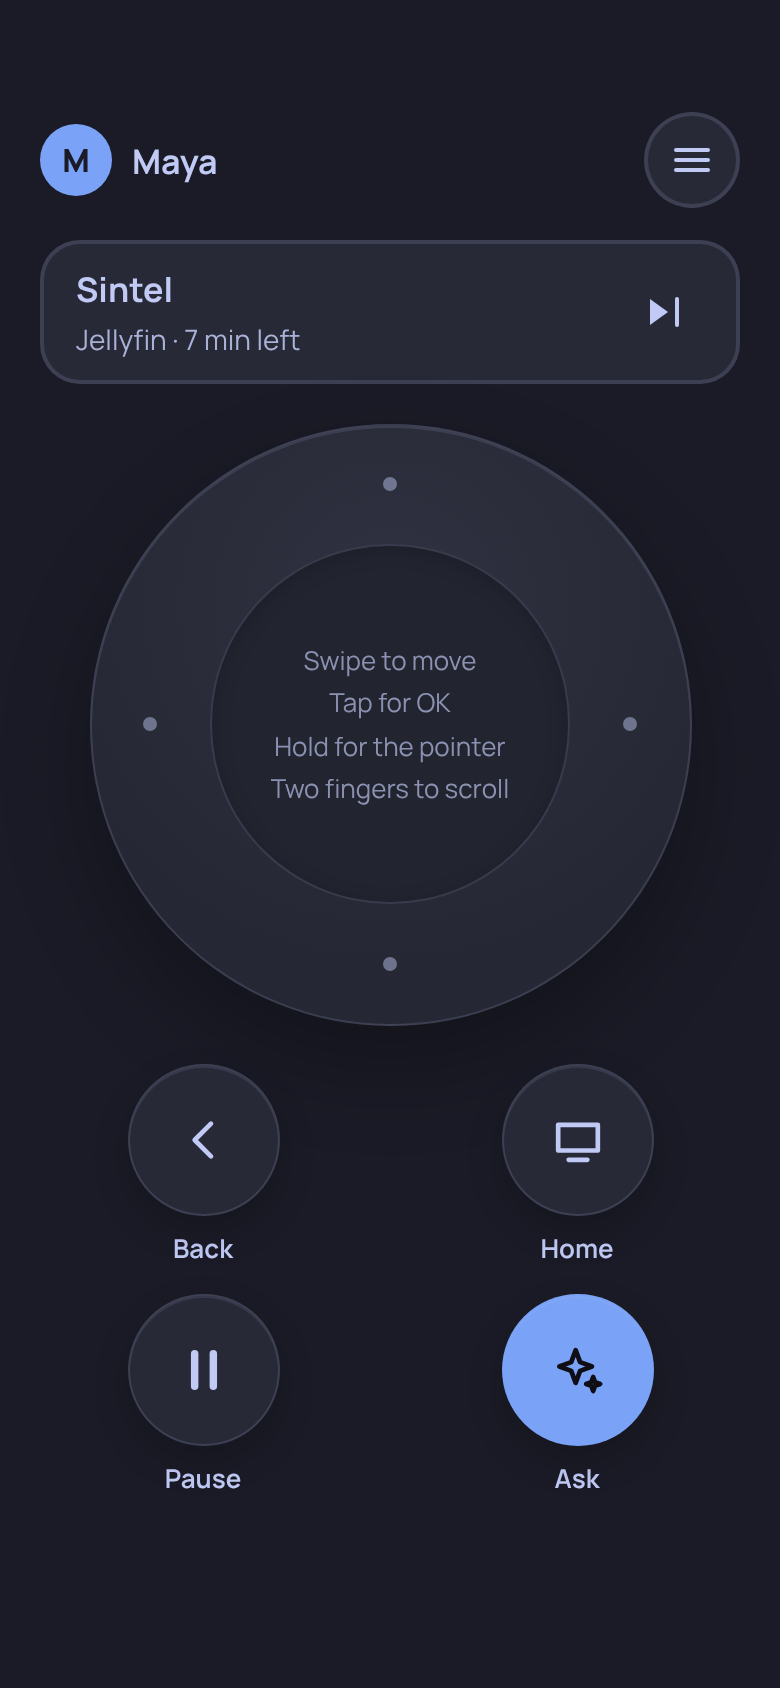 M
Maya
Sintel
Jellyfin · 7 min left
Swipe to move
Tap for OK
Hold for the pointer
Two fingers to scroll
Back
Home
Pause
Ask